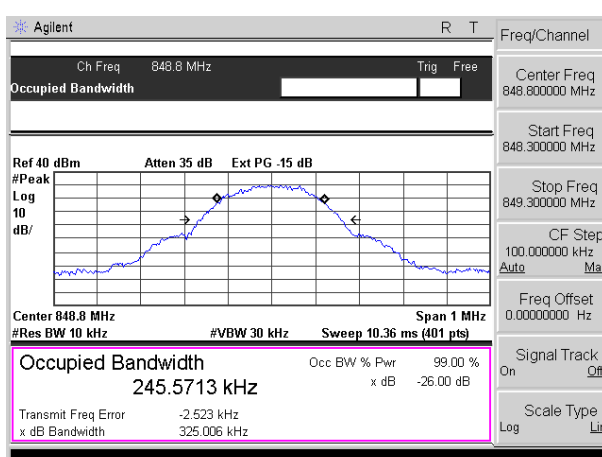 Agilent R T
Freq/Channel
Ch Freq 848.8 MHz Trig Free
Occupied Bandwidth
Center Freq
848.800000 MHz
Start Freq
848.300000 MHz
Ref 40 dBm Atten 35 dB Ext PG -15 dB
#Peak
Log
10
dB/
Stop Freq
849.300000 MHz
CF Step
100.000000 kHz
Auto Ma
Freq Offset
0.00000000 Hz
Center 848.8 MHz Span 1 MHz
#Res BW 10 kHz #VBW 30 kHz Sweep 10.36 ms (401 pts)
Occupied Bandwidth Occ BW % Pwr 99.00 %
245.5713 kHz x dB -26.00 dB
Transmit Freq Error -2.523 kHz
x dB Bandwidth 325.006 kHz
Signal Track
On Off
Scale Type
Log Lin